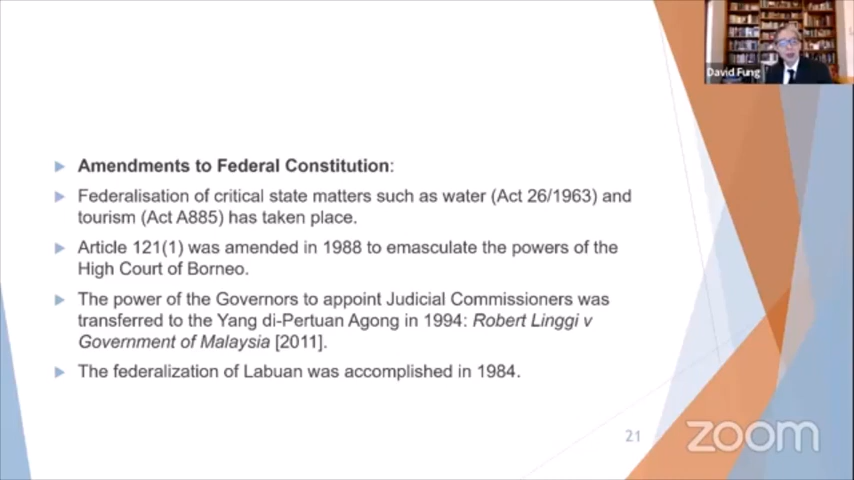 David Fung
Amendments to Federal Constitution:
Federalisation of critical state matters such as water (Act 26/1963) and
tourism (Act A885) has taken place.
Article 121(1) was amended in 1988 to emasculate the powers of the
High Court of Borneo.
The power of the Governors to appoint Judicial Commissioners was
transferred to the Yang di-Pertuan Agong in 1994: Robert Linggi v
Government of Malaysia [2011].
The federalization of Labuan was accomplished in 1984.
21
zoom